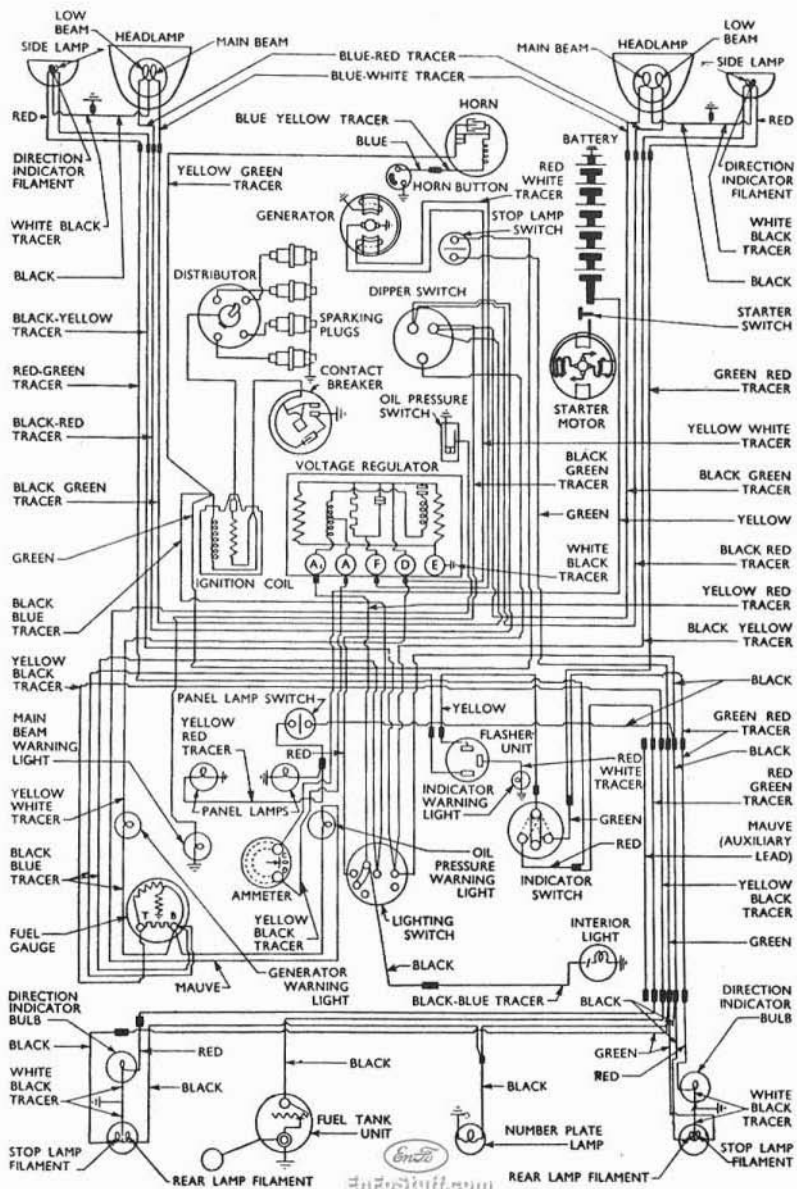 LOW
BEAM
HEADLAMP
MAIN BEAM
SIDE LAMP
BLUE-RED TRACER
BLUE-WHITE TRACER
MAIN BEAM
HEADLAMP
LOW
BEAM
SIDE LAMP
RED
DIRECTION
INDICATOR
FILAMENT
WHITE BLACK
TRACER
BLACK
BLACK-YELLOW
TRACER
RED-GREEN
TRACER
BLACK-RED
TRACER
BLACK GREEN
TRACER
GREEN
BLACK
BLUE
TRACER
YELLOW
BLACK
TRACER
MAIN
BEAM
WARNING
LIGHT
YELLOW
WHITE
TRACER
BLACK
BLUE
TRACER
FUEL
GAUGE
HORN
BLUE YELLOW TRACER
BLUE
YELLOW GREEN
TRACER
HORN BUTTON
GENERATOR
RED
WHITE
TRACER
BATTERY
STOP LAMP
SWITCH
DISTRIBUTOR
DIPPER SWITCH
SPARKING
PLUGS
CONTACT
BREAKER
OIL PRESSURE
SWITCH
STARTER
MOTOR
VOLTAGE REGULATOR
A₁
A
F
D
E
IGNITION COIL
BLACK
GREEN
TRACER
GREEN
WHITE
BLACK
TRACER
RED
DIRECTION
INDICATOR
FILAMENT
WHITE
BLACK
TRACER
BLACK
STARTER
SWITCH
GREEN RED
TRACER
YELLOW WHITE
TRACER
BLACK GREEN
TRACER
YELLOW
BLACK RED
TRACER
YELLOW RED
TRACER
BLACK YELLOW
TRACER
BLACK
GREEN RED
TRACER
BLACK
RED
GREEN
TRACER
MAUVE
(AUXILIARY
LEAD)
YELLOW
BLACK
TRACER
GREEN
PANEL LAMP SWITCH
YELLOW
RED
TRACER
RED
PANEL LAMPS
YELLOW
FLASHER
UNIT
RED
WHITE
TRACER
INDICATOR
WARNING
LIGHT
GREEN
RED
INDICATOR
SWITCH
AMMETER
OIL
PRESSURE
WARNING
LIGHT
YELLOW
BLACK
TRACER
LIGHTING
SWITCH
T B
MAUVE
GENERATOR
WARNING
LIGHT
BLACK
INTERIOR
LIGHT
BLACK-BLUE TRACER
DIRECTION
INDICATOR
BULB
BLACK
RED
WHITE
BLACK
TRACER
BLACK
STOP LAMP
FILAMENT
REAR LAMP FILAMENT
BLACK
FUEL TANK
UNIT
BLACK
NUMBER PLATE
LAMP
BLACK
GREEN
RED
DIRECTION
INDICATOR
BULB
WHITE
BLACK
TRACER
STOP LAMP
FILAMENT
REAR LAMP FILAMENT
EnFo
EnFoStuff.com